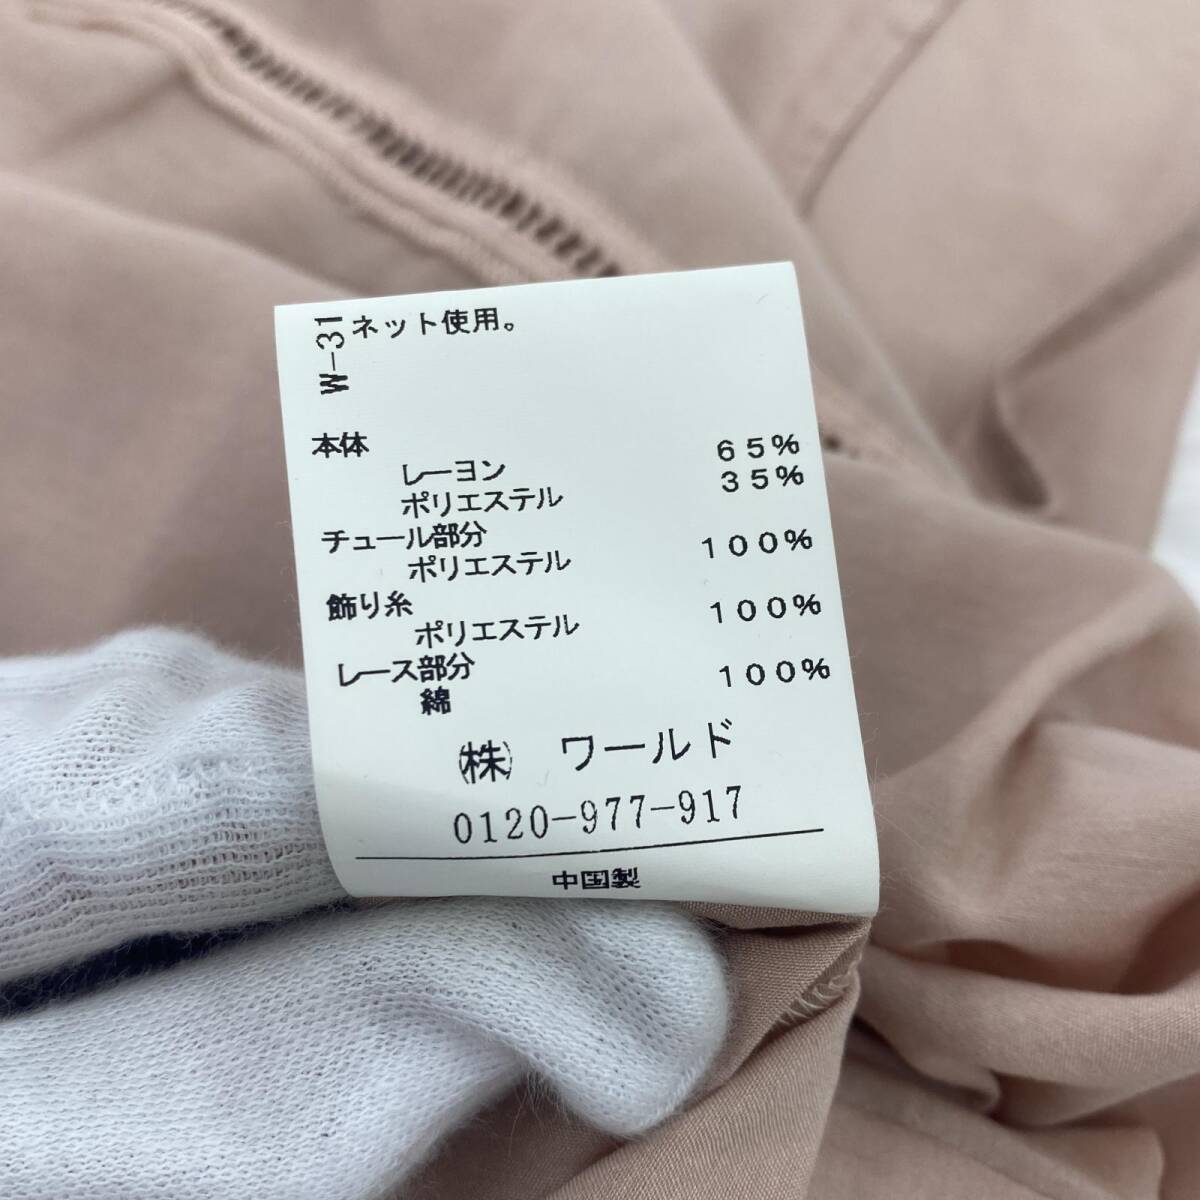 W-31
ネット使用。
本体
レーヨン 65%
ポリエステル 35%
チュール部分
ポリエステル 100%
飾り糸
ポリエステル 100%
レース部分
綿 100%
㈱ ワールド
0120-977-917
中国製